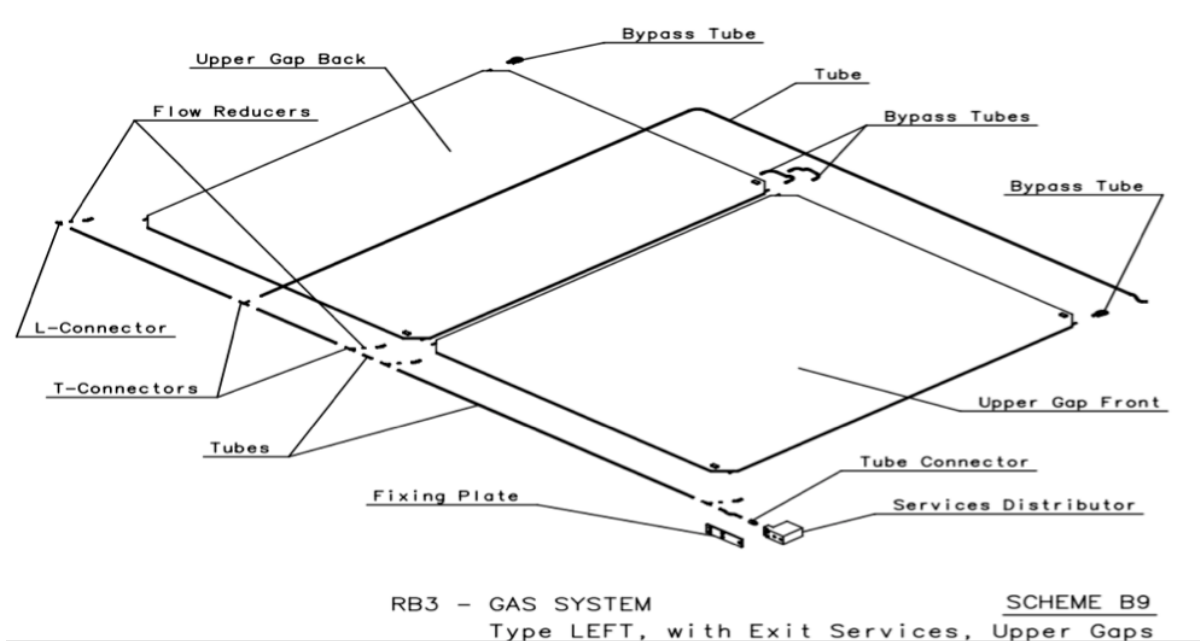 Bypass Tube
Upper Gap Back
Tube
Flow Reducers
Bypass Tubes
Bypass Tube
L-Connector
T-Connectors
Upper Gap Front
Tubes
Tube Connector
Fixing Plate
Services Distributor
RB3 - GAS SYSTEM
SCHEME B9
Type LEFT, with Exit Services, Upper Gaps